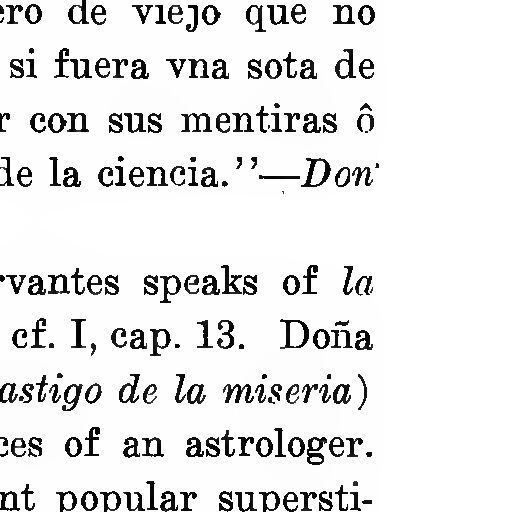 ero de viejo que no
si fuera vna sota de
r con sus mentiras ô
de la ciencia.''—Don
rvantes speaks of la
cf. I, cap. 13. Doña
astigo de la miseria)
ces of an astrologer.
nt popular supersti-